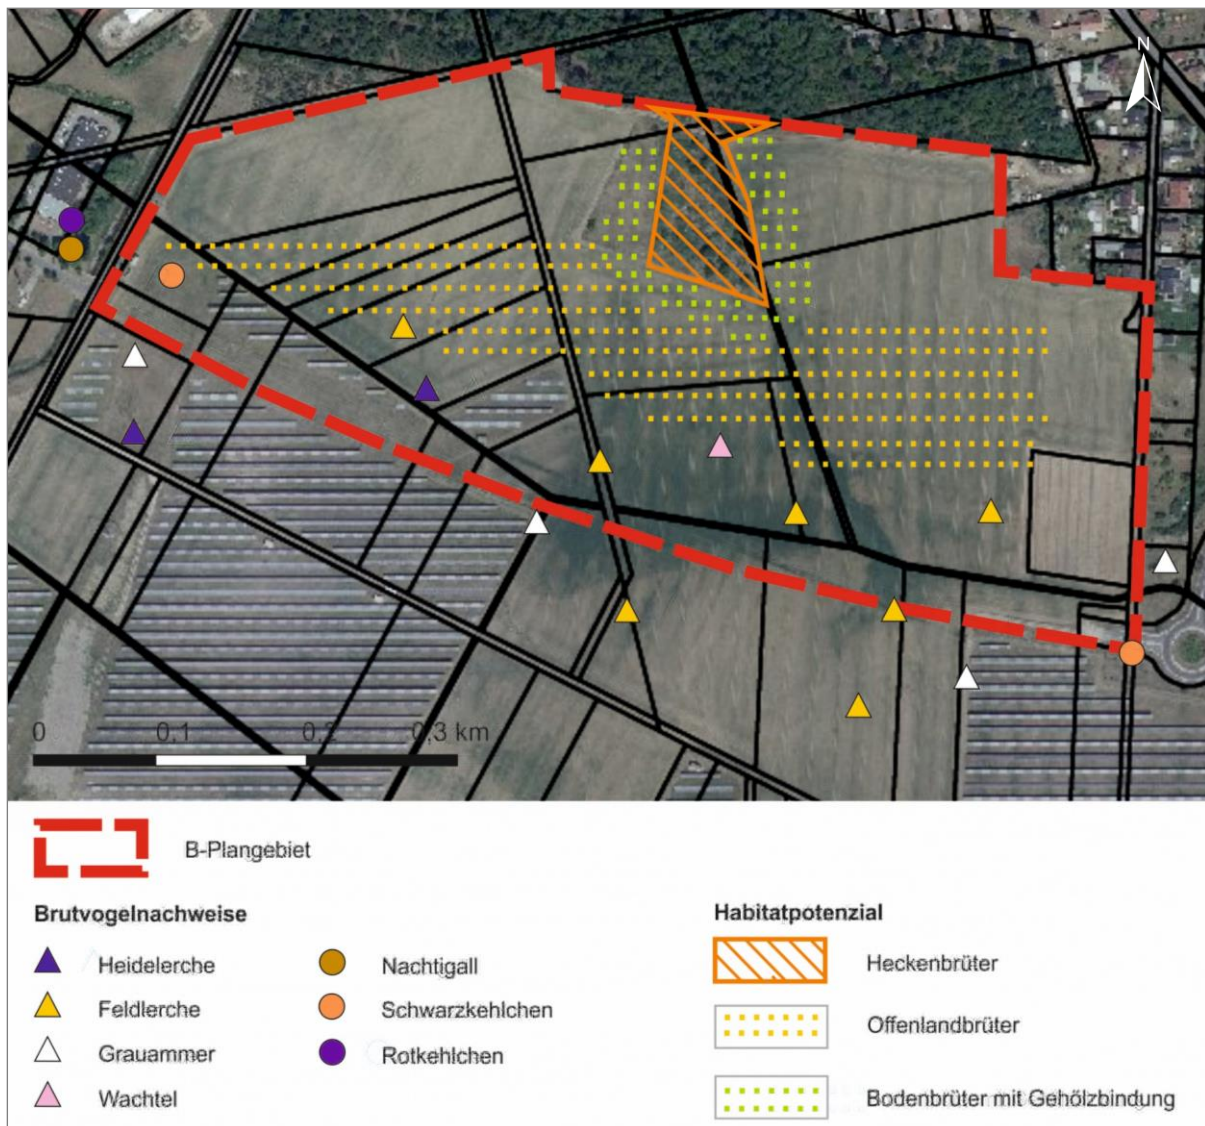 N
0 0,1 0,2 0,3 km
B-Plangebiet
Brutvogelnachweise
Heidelerche
Feldlerche
Grauammer
Wachtel
Nachtigall
Schwarzkehlchen
Rotkehlchen
Habitatpotenzial
Heckenbrüter
Offenlandbrüter
Bodenbrüter mit Gehölzbindung